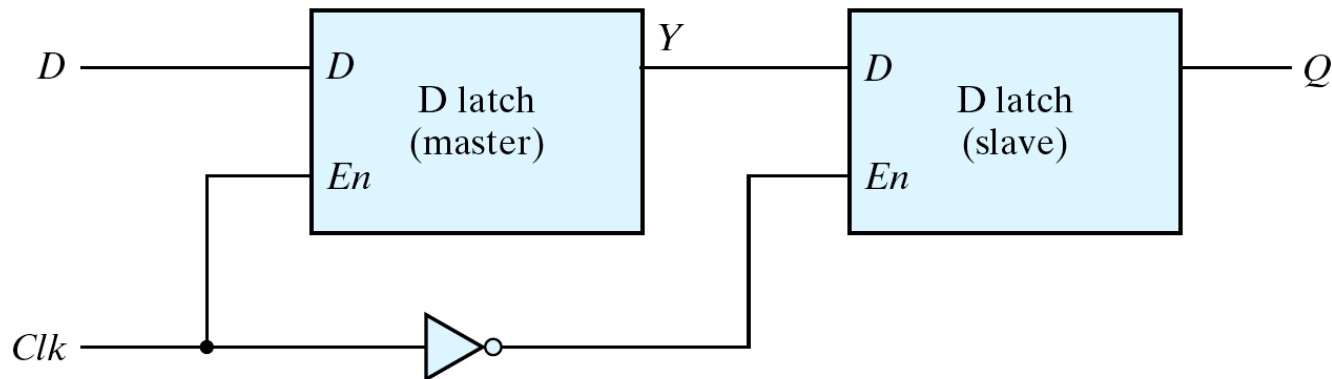 Y
D
D
D latch
(master)
En
D
D latch
(slave)
En
Q
Clk